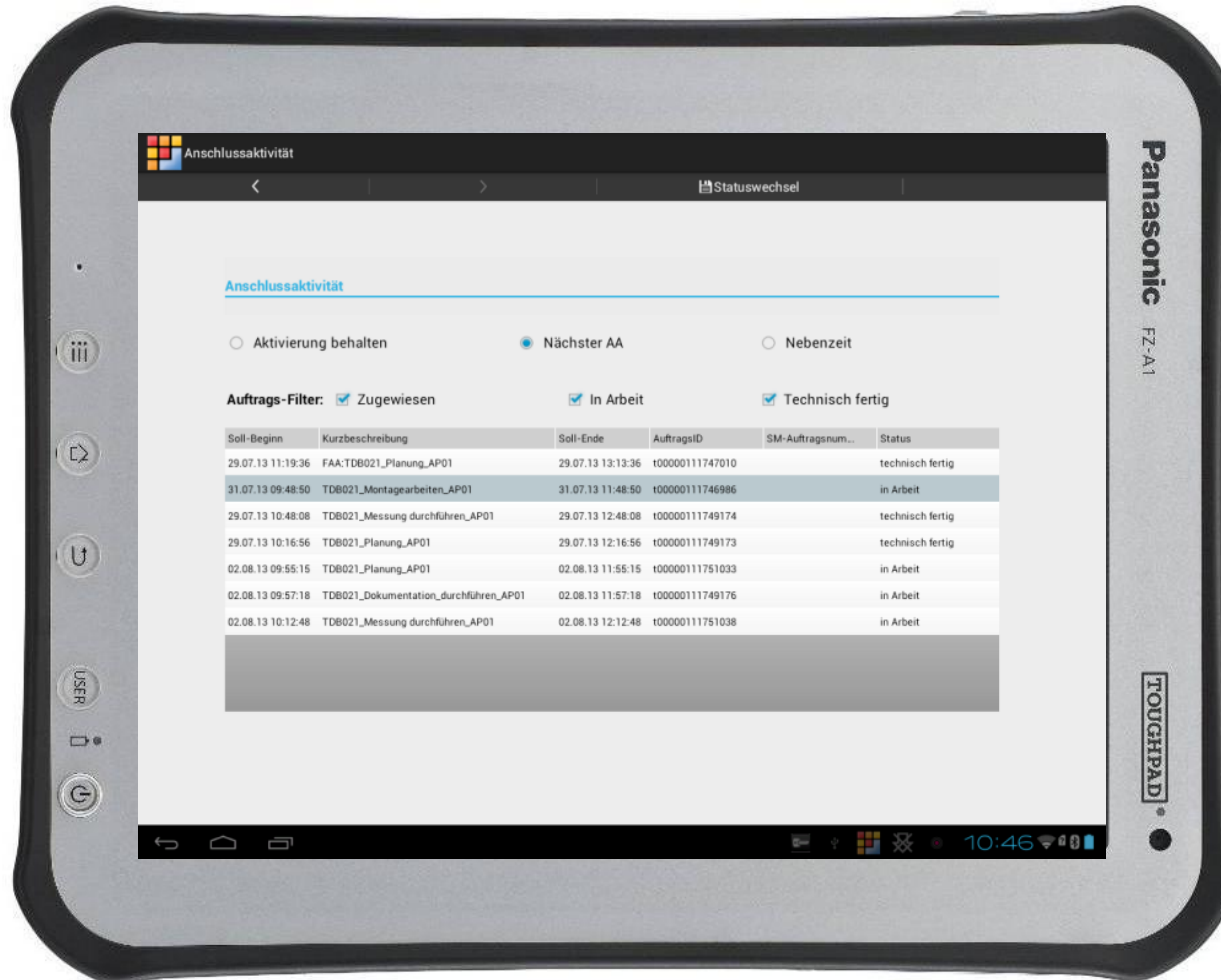 Anschlussaktivität
Statuswechsel
Anschlussaktivität
Aktivierung behalten Nächster AA Nebenzeit
Auftrags-Filter: Zugewiesen In Arbeit Technisch fertig
Soll-Beginn Kurzbeschreibung Soll-Ende AuftragsID SM-Auftragsnum... Status
29.07.13 11:19:36 FAA:TDB021_Planung_AP01 29.07.13 13:13:36 t00000111747010 technisch fertig
31.07.13 09:48:50 TDB021_Montagearbeiten_AP01 31.07.13 11:48:50 t00000111746986 in Arbeit
29.07.13 10:48:08 TDB021_Messung durchführen_AP01 29.07.13 12:48:08 t00000111749174 technisch fertig
29.07.13 10:16:56 TDB021_Planung_AP01 29.07.13 12:16:56 t00000111749173 technisch fertig
02.08.13 09:55:15 TDB021_Planung_AP01 02.08.13 11:55:15 t00000111751033 in Arbeit
02.08.13 09:57:18 TDB021_Dokumentation_durchführen_AP01 02.08.13 11:57:18 t00000111749176 in Arbeit
02.08.13 10:12:48 TDB021_Messung durchführen_AP01 02.08.13 12:12:48 t00000111751038 in Arbeit
10:46
USER
Panasonic FZ-A1
TOUGHPAD